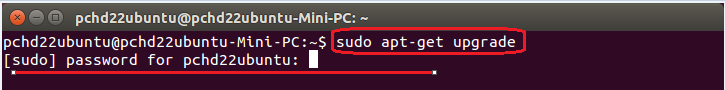 pchd22ubuntu@pchd22ubuntu-Mini-PC: ~
pchd22ubuntu@pchd22ubuntu-Mini-PC:~$ sudo apt-get upgrade
[sudo] password for pchd22ubuntu: